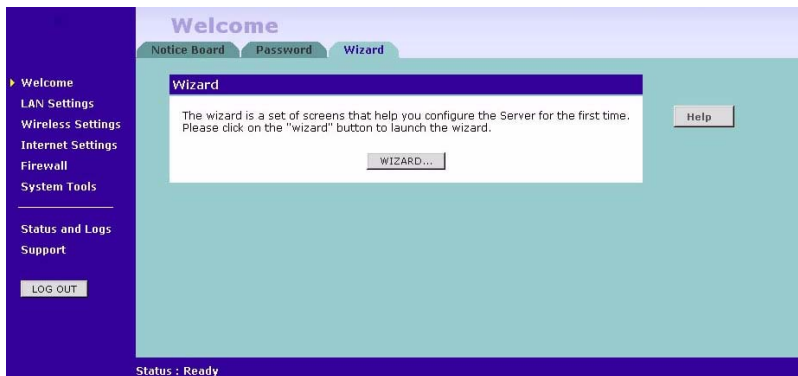 Welcome
Notice Board
Password
Wizard
Welcome
LAN Settings
Wireless Settings
Internet Settings
Firewall
System Tools
Status and Logs
Support
LOG OUT
Wizard
The wizard is a set of screens that help you configure the Server for the first time.
Please click on the "wizard" button to launch the wizard.
WIZARD...
Help
Status : Ready